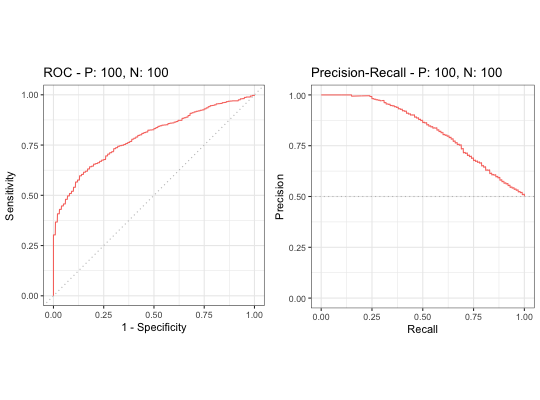 ROC - P: 100, N: 100
1.00
0.75
0.50
0.25
0.00
Sensitivity
0.00 0.25 0.50 0.75 1.00
1 - Specificity
Precision-Recall - P: 100, N: 100
1.00
0.75
0.50
0.25
0.00
Precision
0.00 0.25 0.50 0.75 1.00
Recall